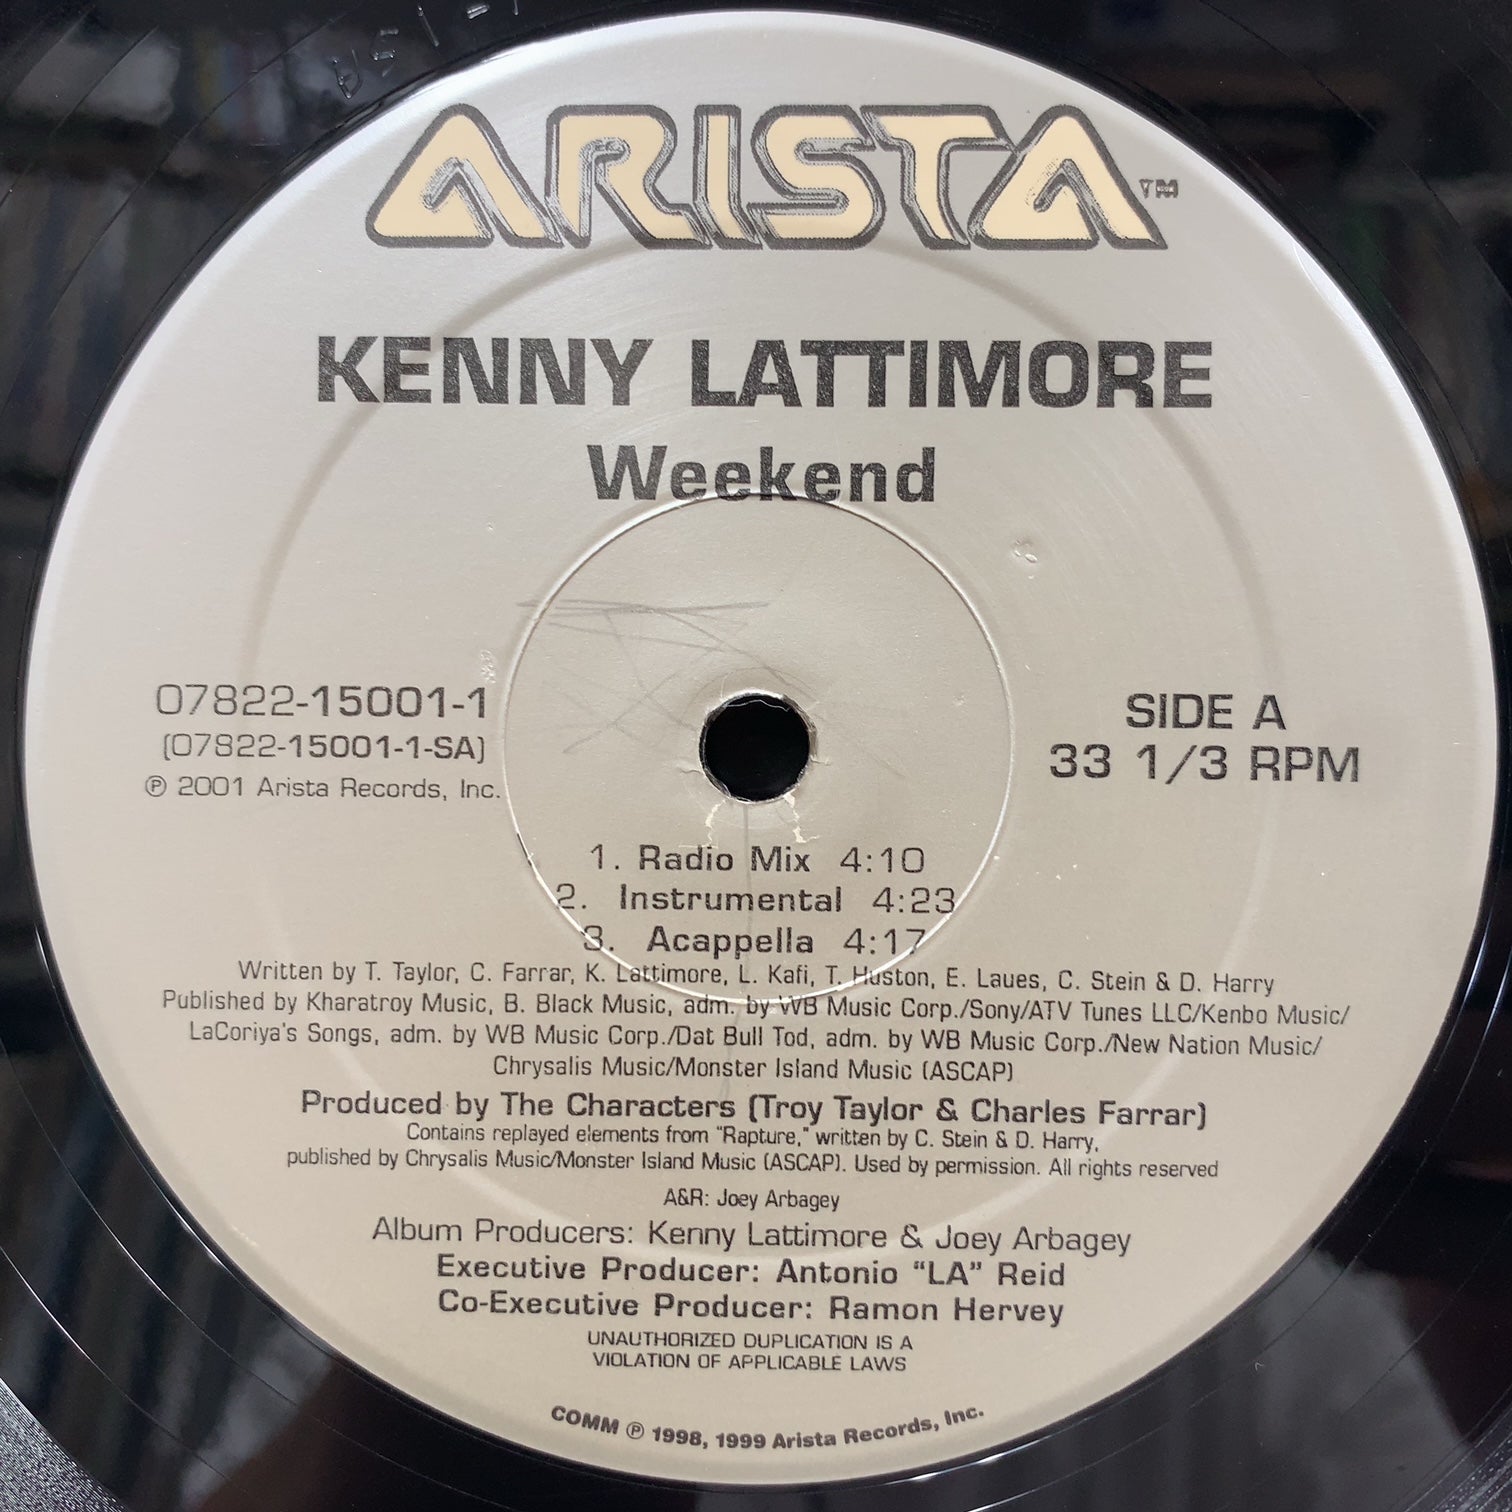 ARISTA™
KENNY LATTIMORE
Weekend
07822-15001-1
(07822-15001-1-SA)
℗ 2001 Arista Records, Inc.
SIDE A
33 1/3 RPM
1. Radio Mix 4:10
2. Instrumental 4:23
3. Acappella 4:17
Written by T. Taylor, C. Farrar, K. Lattimore, L. Kafi, T. Huston, E. Laues, C. Stein & D. Harry
Published by Kharatroy Music, B. Black Music, adm. by WB Music Corp./Sony/ATV Tunes LLC/Kenbo Music/
LaCoriya's Songs, adm. by WB Music Corp./Dat Bull Tod, adm. by WB Music Corp./New Nation Music/
Chrysalis Music/Monster Island Music (ASCAP)
Produced by The Characters (Troy Taylor & Charles Farrar)
Contains replayed elements from "Rapture," written by C. Stein & D. Harry,
published by Chrysalis Music/Monster Island Music (ASCAP). Used by permission. All rights reserved
A&R: Joey Arbagey
Album Producers: Kenny Lattimore & Joey Arbagey
Executive Producer: Antonio "LA" Reid
Co-Executive Producer: Ramon Hervey
UNAUTHORIZED DUPLICATION IS A
VIOLATION OF APPLICABLE LAWS
COMM ℗ 1998, 1999 Arista Records, Inc.